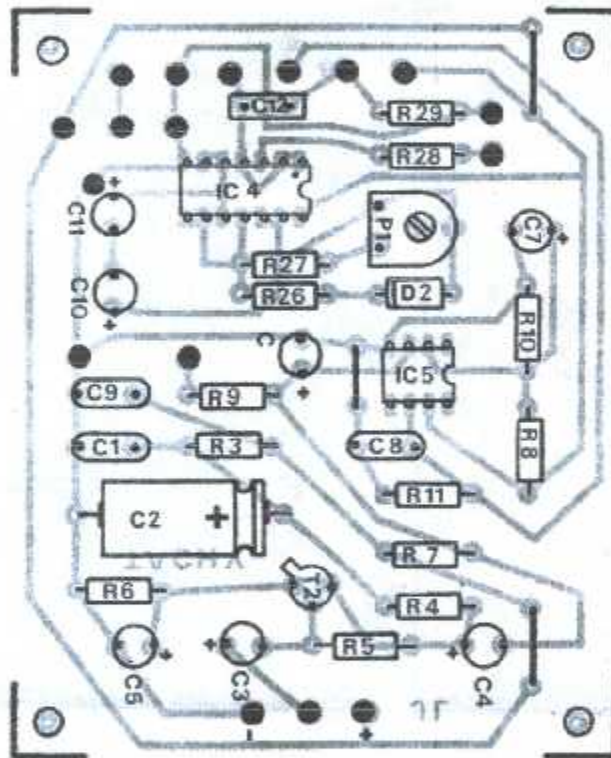 C12
R29
R28
IC 4
P1
C7
+
+
C11
R27
R26
D2
C10
+
R10
C
+
IC5
C9
R9
C1
R3
C8
R8
C2
+
R11
R7
R6
T2
R4
R5
+
+
+
C5
C3
C4
-
+